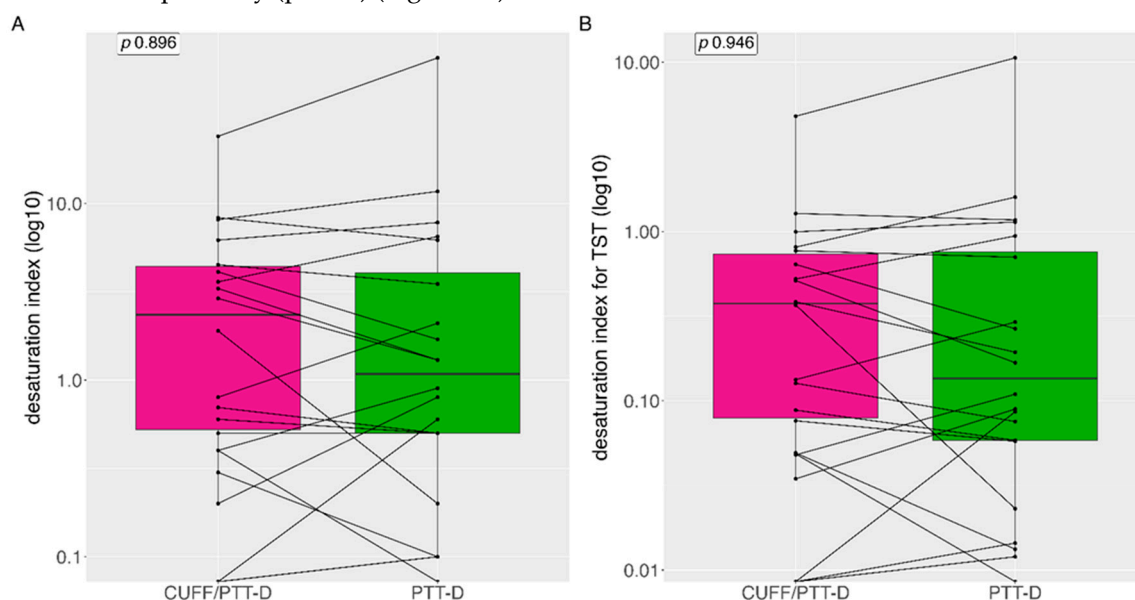 A
B
p 0.896
p 0.946
desaturation index (log10)
10.0
1.0
0.1
CUFF/PTT-D
PTT-D
desaturation index for TST (log10)
10.00
1.00
0.10
0.01
CUFF/PTT-D
PTT-D